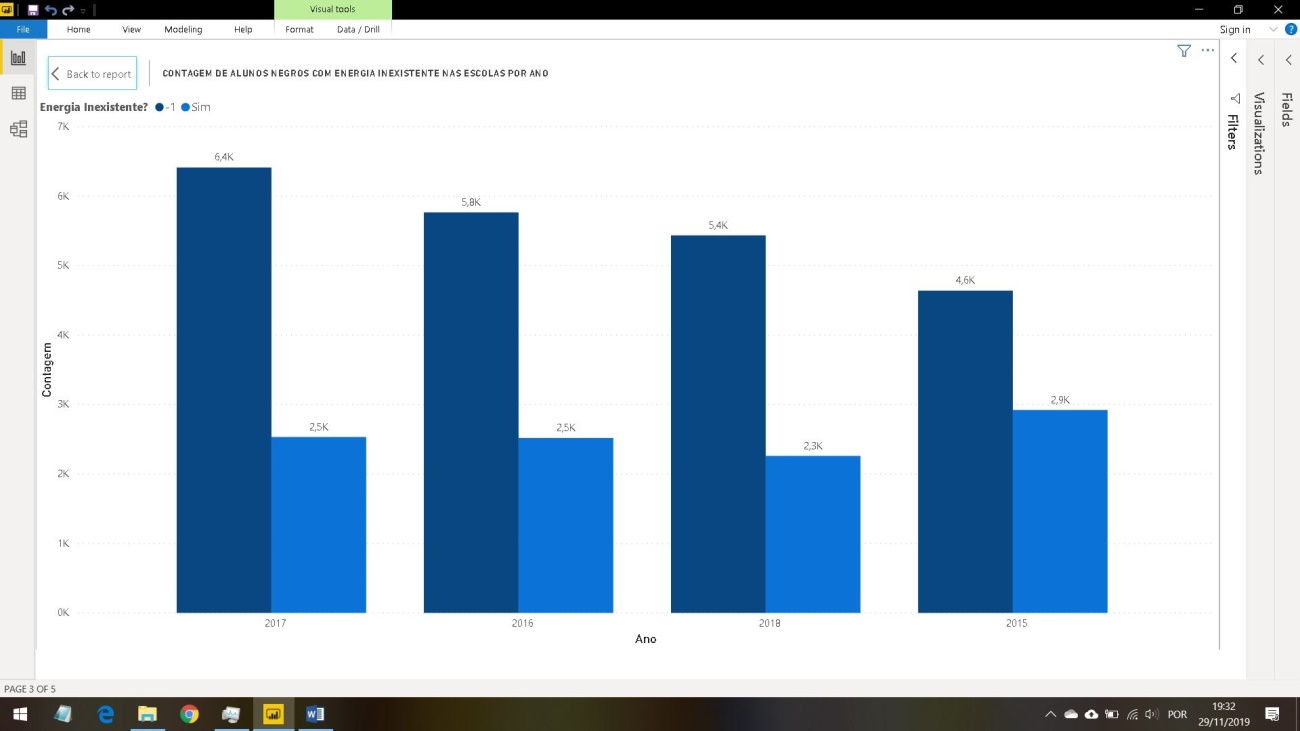 Visual tools
File Home View Modeling Help Format Data / Drill Sign in
Back to report
CONTAGEM DE ALUNOS NEGROS COM ENERGIA INEXISTENTE NAS ESCOLAS POR ANO
Energia Inexistente? -1 Sim
7K
6K
5K
4K
3K
2K
1K
0K
Contagem
6,4K
2,5K
5,8K
2,5K
5,4K
2,3K
4,6K
2,9K
2017 2016 2018 2015
Ano
Filters
Visualizations
Fields
PAGE 3 OF 5
POR
19:32
29/11/2019